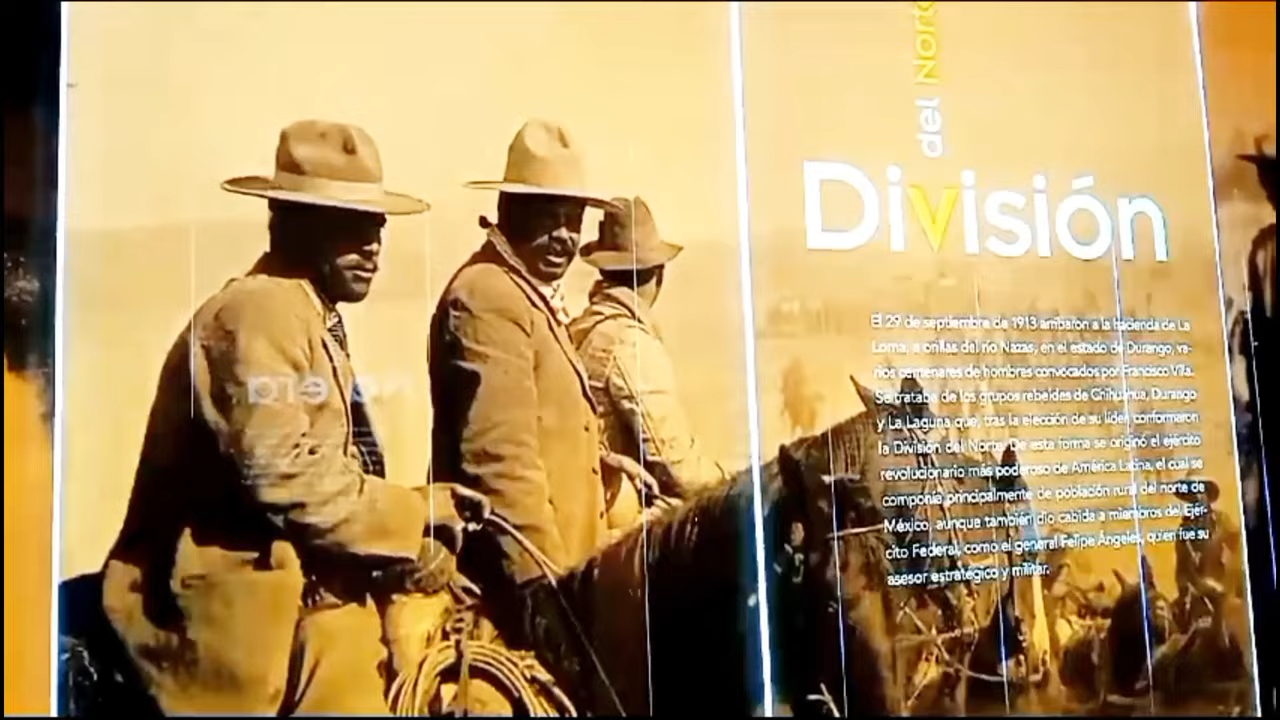 del Norte
División
El 29 de septiembre de 1913 arribaron a la hacienda de La
Loma, a orillas del río Nazas, en el estado de Durango, va-
rios centenares de hombres convocados por Francisco Villa.
Se trataba de los grupos rebeldes de Chihuahua, Durango
y La Laguna que, tras la elección de su líder, conformaron
la División del Norte. De esta forma se originó el ejército
revolucionario más poderoso de América Latina, el cual se
componía principalmente de población rural del norte de
México, aunque también dio cabida a miembros del Ejér-
cito Federal, como el general Felipe Ángeles, quien fue su
asesor estratégico y militar.